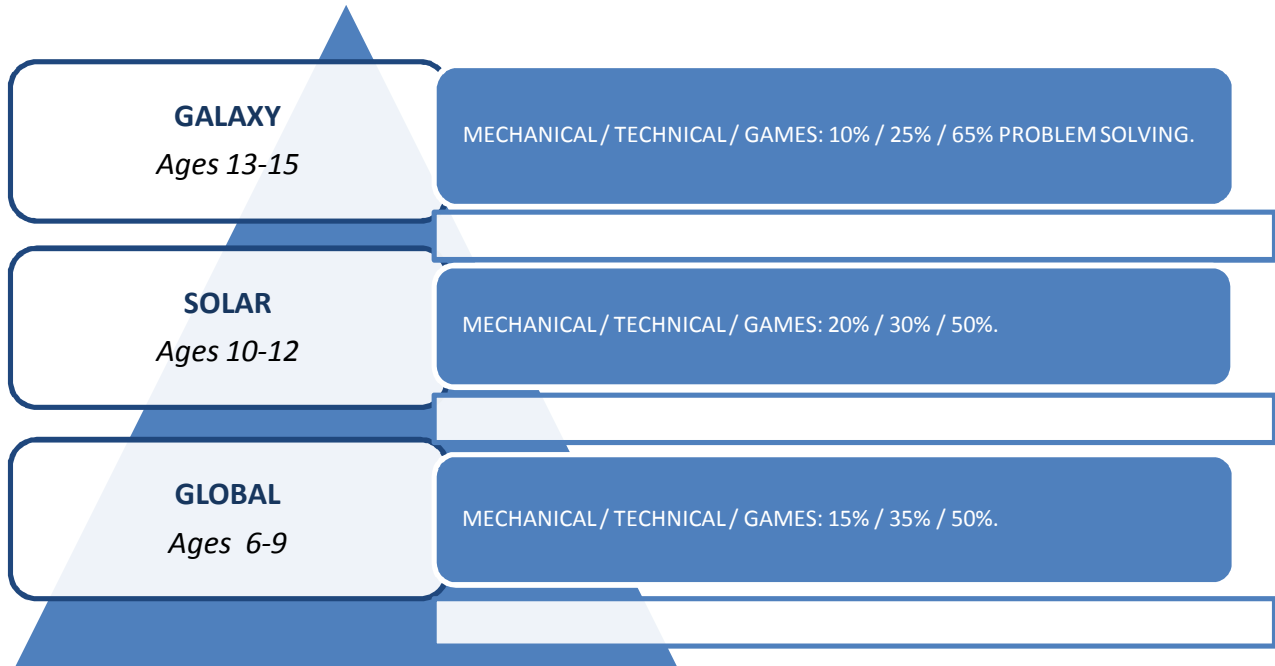 GALAXY
Ages 13-15
MECHANICAL / TECHNICAL / GAMES: 10% / 25% / 65% PROBLEM SOLVING.
SOLAR
Ages 10-12
MECHANICAL / TECHNICAL / GAMES: 20% / 30% / 50%.
GLOBAL
Ages 6-9
MECHANICAL / TECHNICAL / GAMES: 15% / 35% / 50%.